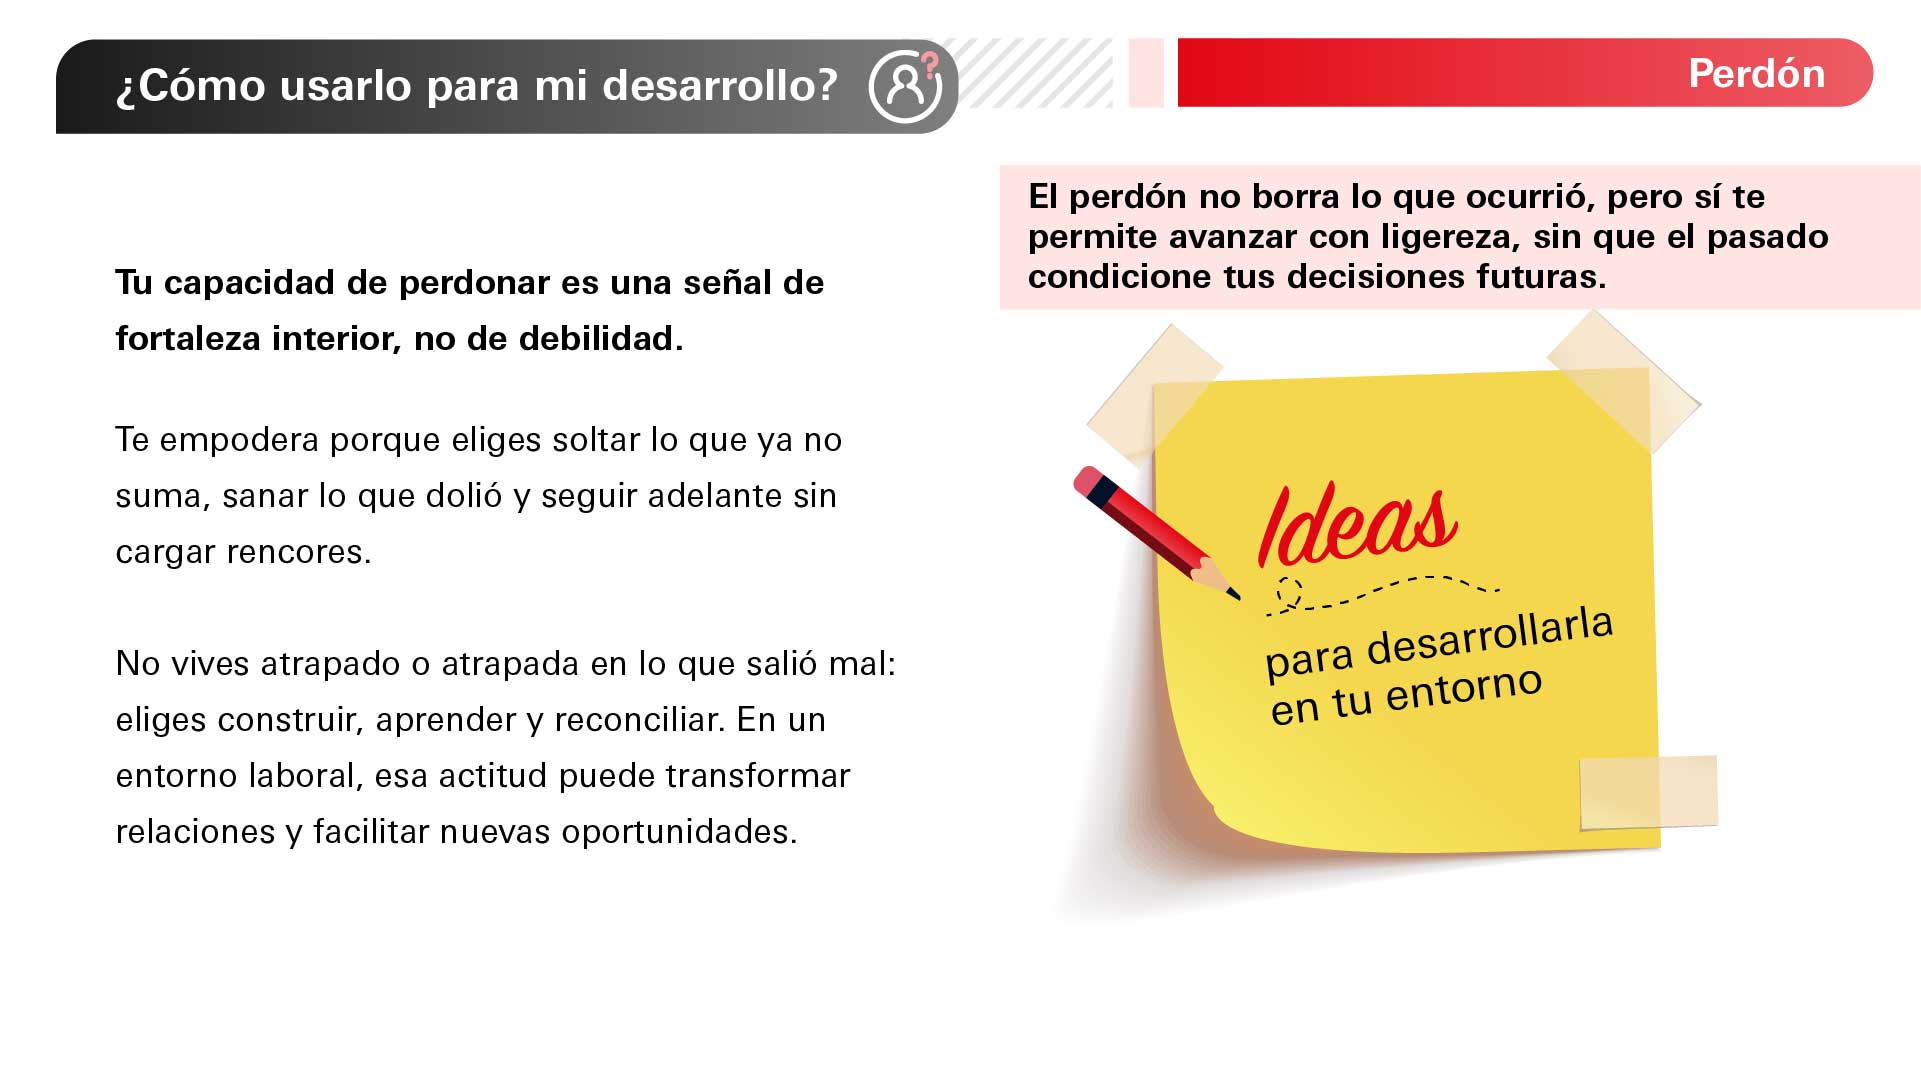 ¿Cómo usarlo para mi desarrollo?
Perdón
El perdón no borra lo que ocurrió, pero sí te
permite avanzar con ligereza, sin que el pasado
condicione tus decisiones futuras.
Tu capacidad de perdonar es una señal de
fortaleza interior, no de debilidad.
Te empodera porque eliges soltar lo que ya no
suma, sanar lo que dolió y seguir adelante sin
cargar rencores.
No vives atrapado o atrapada en lo que salió mal:
eliges construir, aprender y reconciliar. En un
entorno laboral, esa actitud puede transformar
relaciones y facilitar nuevas oportunidades.
Ideas
para desarrollarla
en tu entorno